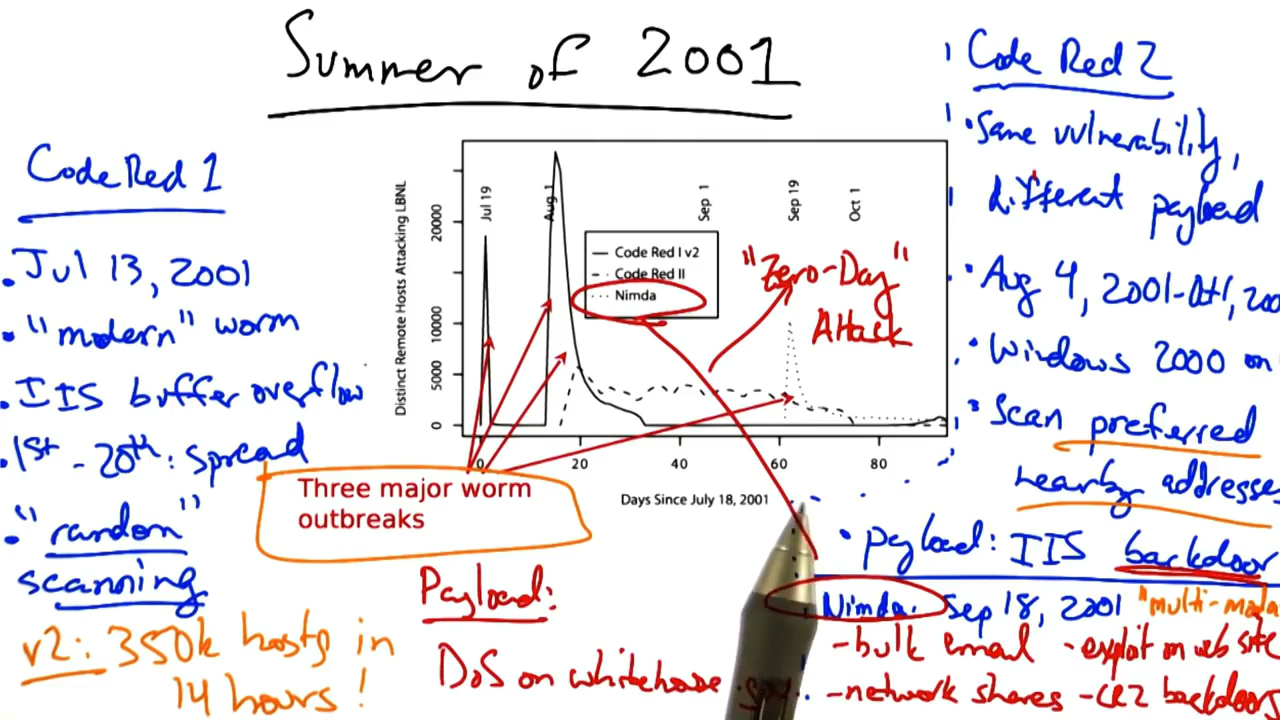 Summer of 2001
Code Red 1
• Jul 13, 2001
• "modern" worm
• IIS buffer overflow
• 1st - 20th: spread
• "random"
scanning
v2: 350k hosts in
14 hours!
Distinct Remote Hosts Attacking LBNL
0
5000
10000
20000
Jul 19
Aug 1
Sep 1
Sep 19
Oct 1
Code Red I v2
Code Red II
Nimda
"Zero-Day"
Attack
0 20 40 60 80
Days Since July 18, 2001
Three major worm
outbreaks
Payload:
DoS on whitehouse
Code Red 2
• Same vulnerability,
different payload
• Aug 4, 2001-
• Windows 2000 on
• Scan preferred
nearby addresses
• payload: IIS backdoor
Nimda: Sep 18, 2001 "multi-moda
- bulk email - exploit on web site
- network shares - CR2 backdoors